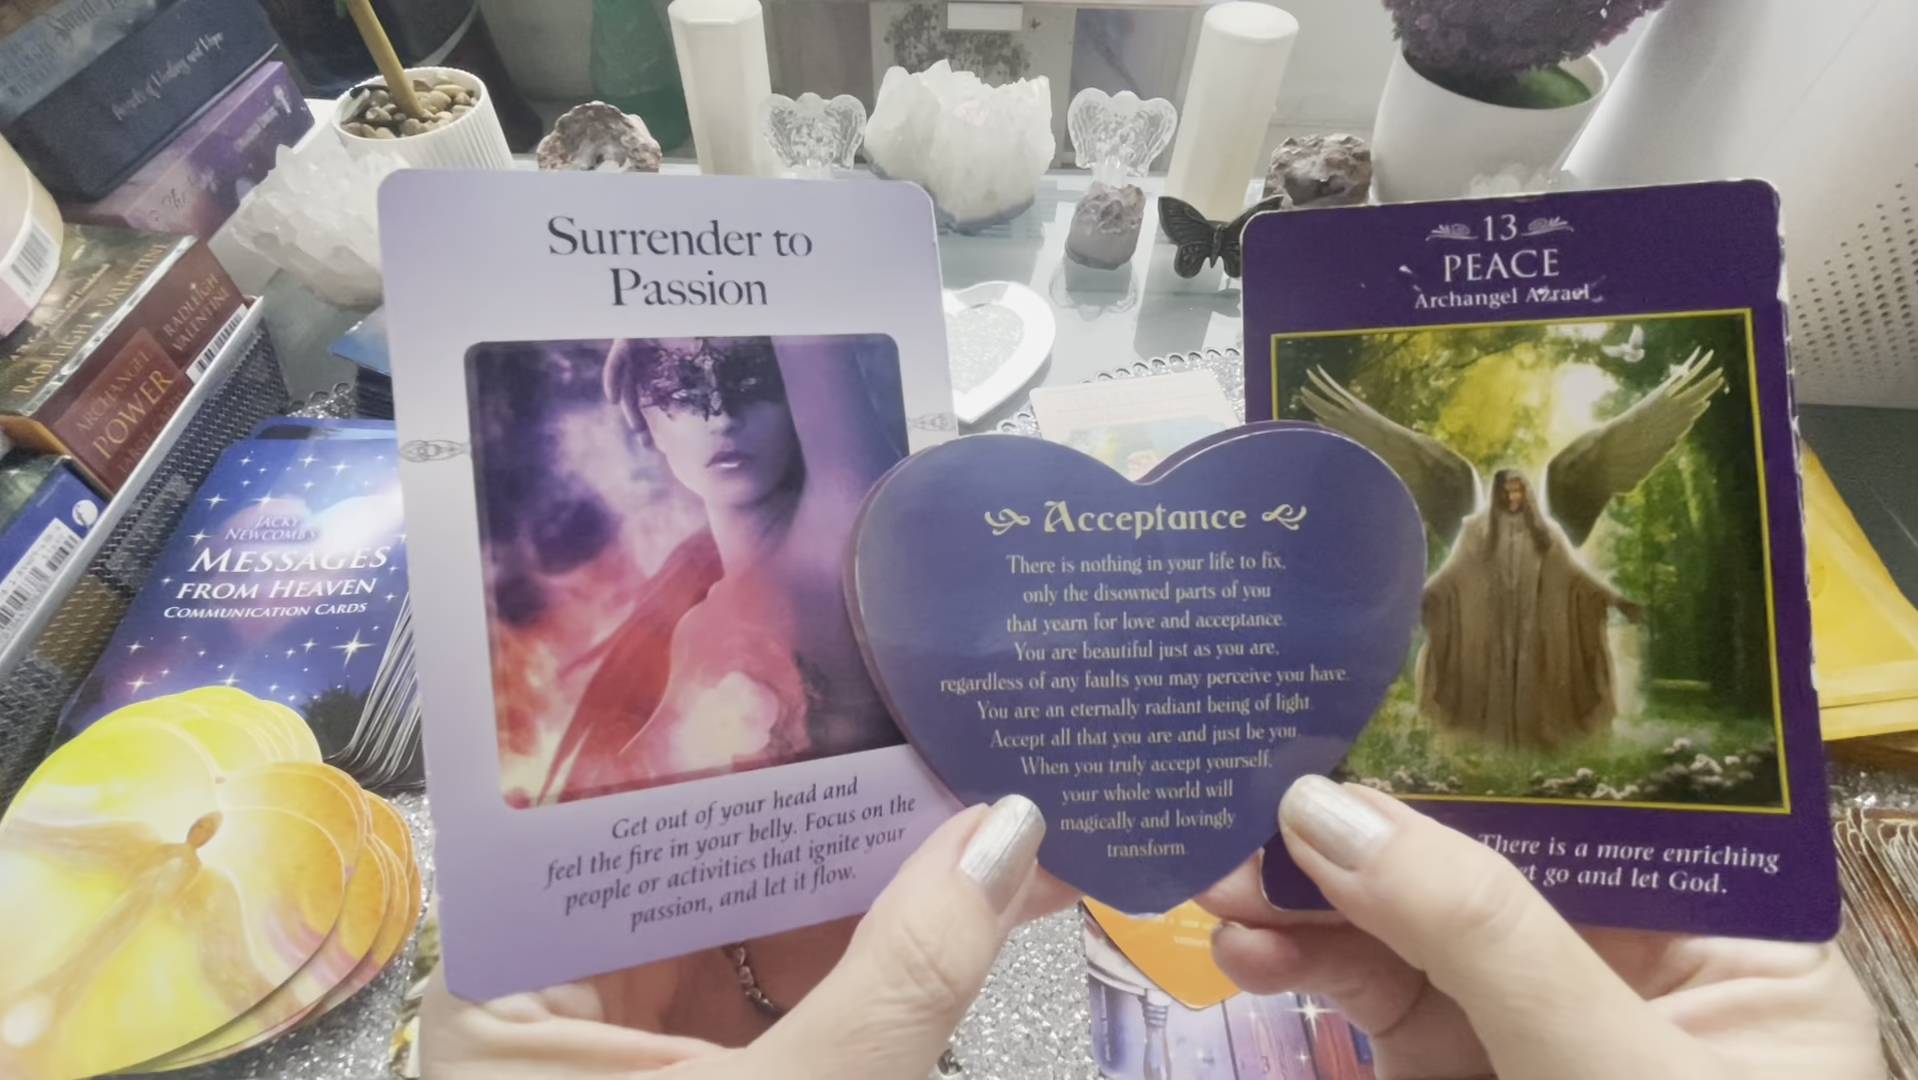 Surrender to
Passion
Get out of your head and
feel the fire in your belly. Focus on the
people or activities that ignite your
passion, and let it flow.
Acceptance
There is nothing in your life to fix,
only the disowned parts of you
that yearn for love and acceptance.
You are beautiful just as you are,
regardless of any faults you may perceive you have.
You are an eternally radiant being of light.
Accept all that you are and just be you.
When you truly accept yourself,
your whole world will
magically and lovingly
transform.
13
PEACE
Archangel Azrael
There is a more enriching
go and let God.
JACKY
NEWCOMB'S
MESSAGES
FROM HEAVEN
COMMUNICATION CARDS
RADLEIGH VALENTINE
ARCHANGEL
POWER
RADLEIGH
VALENTINE